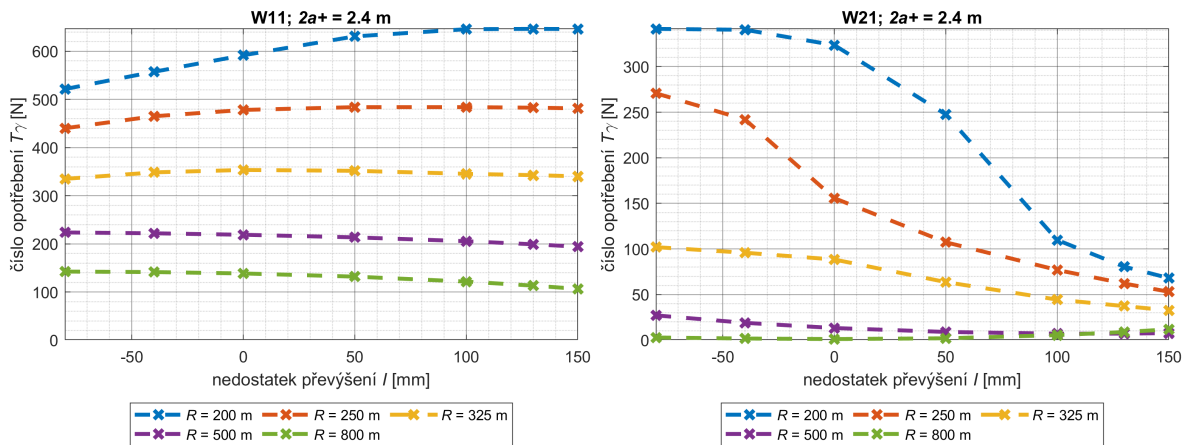 W11; 2a+ = 2.4 m
číslo opotřebení Tγ [N]
600
500
400
300
200
100
0
-50 0 50 100 150
nedostatek převýšení I [mm]
R = 200 m R = 250 m R = 325 m
R = 500 m R = 800 m
W21; 2a+ = 2.4 m
číslo opotřebení Tγ [N]
300
250
200
150
100
50
0
-50 0 50 100 150
nedostatek převýšení I [mm]
R = 200 m R = 250 m R = 325 m
R = 500 m R = 800 m